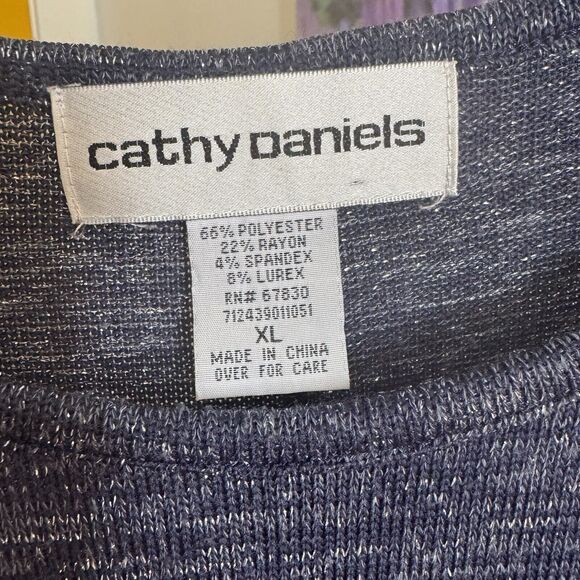 cathy Daniels
66% POLYESTER
22% RAYON
4% SPANDEX
8% LUREX
RN# 67830
712439011051
XL
MADE IN CHINA
OVER FOR CARE